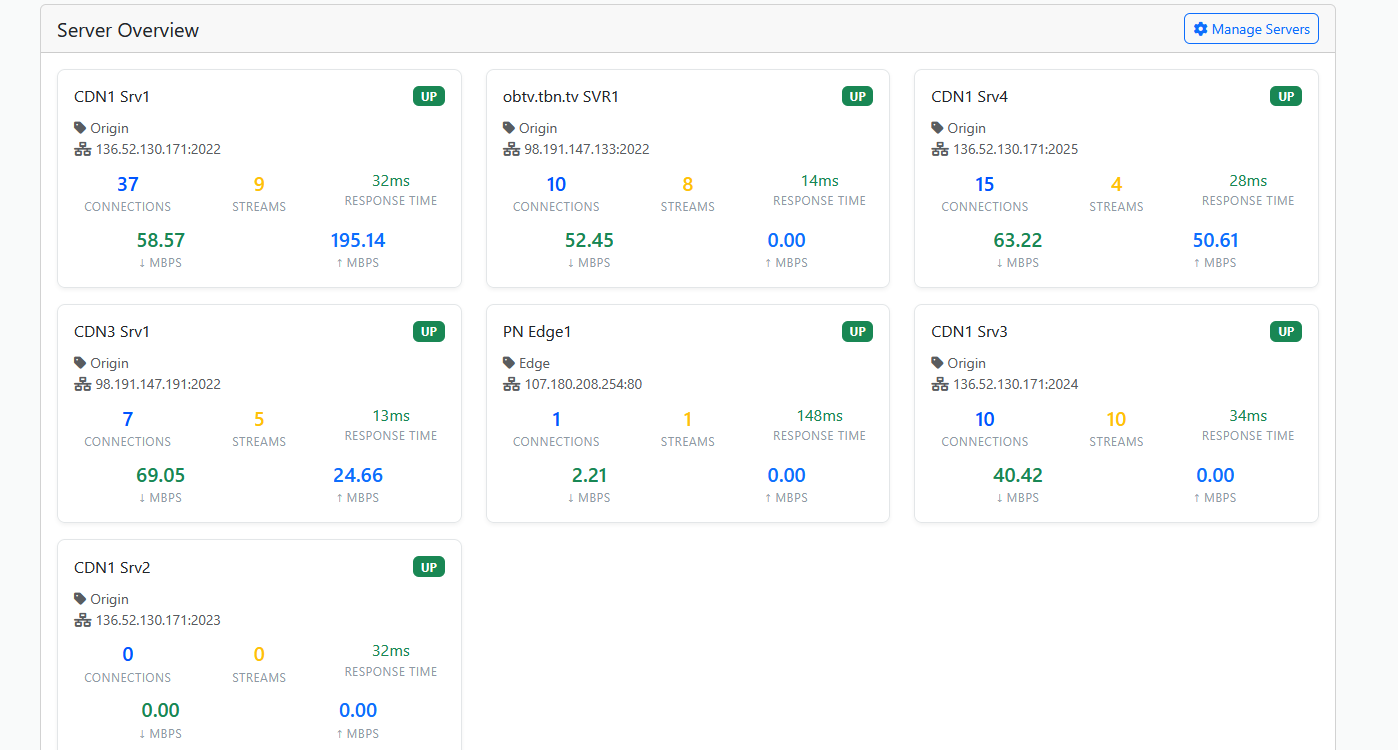 Server Overview
Manage Servers
CDN1 Srv1
UP
Origin
136.52.130.171:2022
37
CONNECTIONS
9
STREAMS
32ms
RESPONSE TIME
58.57
↓ MBPS
195.14
↑ MBPS
obtv.tbn.tv SVR1
UP
Origin
98.191.147.133:2022
10
CONNECTIONS
8
STREAMS
14ms
RESPONSE TIME
52.45
↓ MBPS
0.00
↑ MBPS
CDN1 Srv4
UP
Origin
136.52.130.171:2025
15
CONNECTIONS
4
STREAMS
28ms
RESPONSE TIME
63.22
↓ MBPS
50.61
↑ MBPS
CDN3 Srv1
UP
Origin
98.191.147.191:2022
7
CONNECTIONS
5
STREAMS
13ms
RESPONSE TIME
69.05
↓ MBPS
24.66
↑ MBPS
PN Edge1
UP
Edge
107.180.208.254:80
1
CONNECTIONS
1
STREAMS
148ms
RESPONSE TIME
2.21
↓ MBPS
0.00
↑ MBPS
CDN1 Srv3
UP
Origin
136.52.130.171:2024
10
CONNECTIONS
10
STREAMS
34ms
RESPONSE TIME
40.42
↓ MBPS
0.00
↑ MBPS
CDN1 Srv2
UP
Origin
136.52.130.171:2023
0
CONNECTIONS
0
STREAMS
32ms
RESPONSE TIME
0.00
↓ MBPS
0.00
↑ MBPS